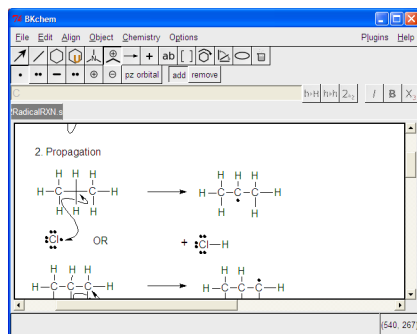 BKchem
File Edit Align Object Chemistry Options Plugins Help
ab [ ]
pz orbital add remove
C
I B
RadicalRXN.s
2. Propagation
H H H
H C C H
H H H
H C C C H
H H
H H
Cl OR
+ Cl H
H H H
H C C C H
H H
H C C C H
(540, 267)